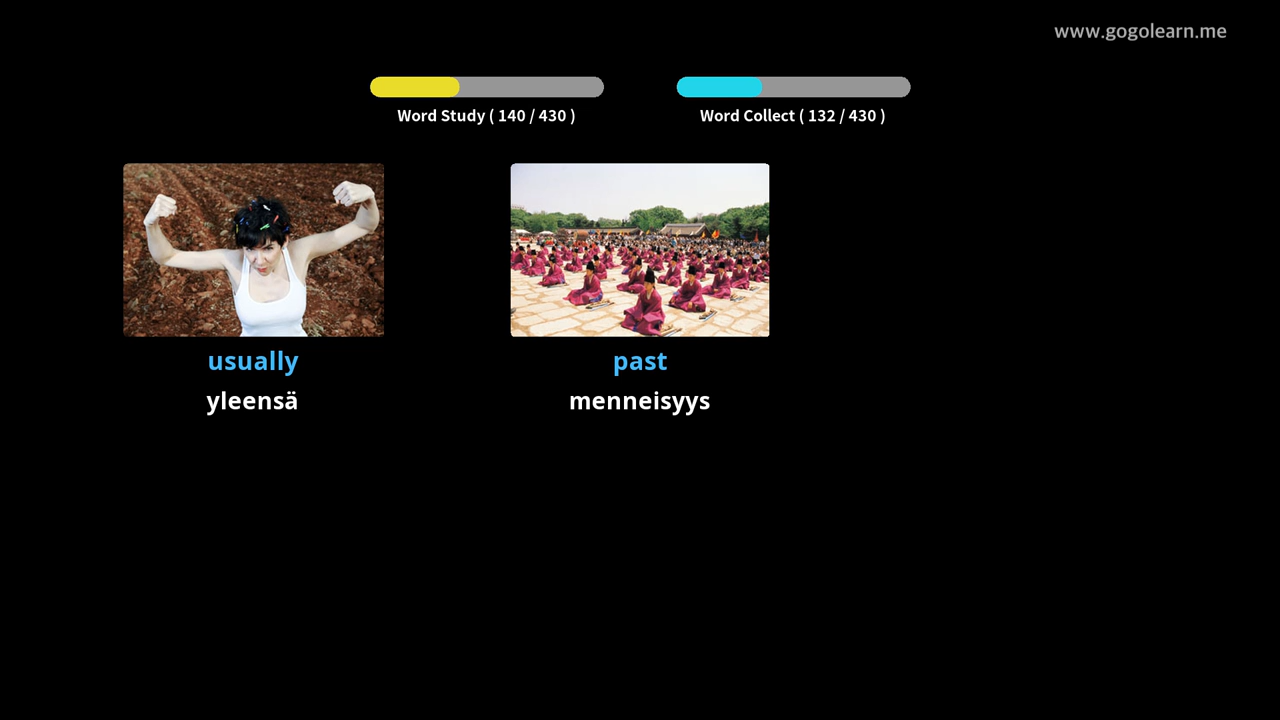 www.gogolearn.me
Word Study ( 140 / 430 )
Word Collect ( 132 / 430 )
usually
yleensä
past
menneisyys